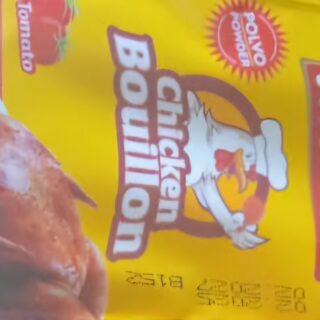 Tomato
POLVO
POWDER
Chicken
Bouillon